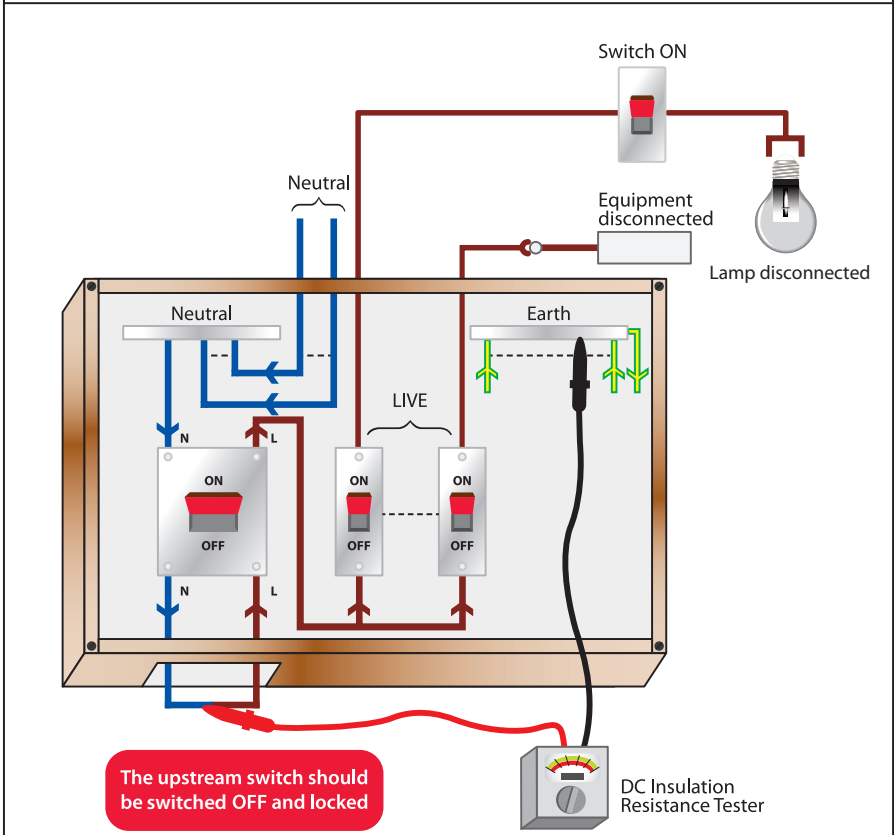 Switch ON
Neutral
Equipment
disconnected
Lamp disconnected
Neutral
Earth
LIVE
N
L
ON
OFF
ON
OFF
ON
OFF
N
L
The upstream switch should
be switched OFF and locked
DC Insulation
Resistance Tester